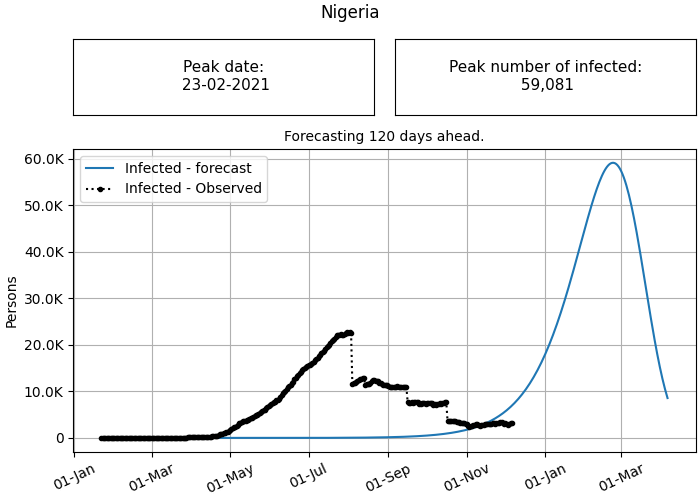 Nigeria
Peak date:
23-02-2021
Peak number of infected:
59,081
Forecasting 120 days ahead.
Infected - forecast
Infected - Observed
60.0K
50.0K
40.0K
30.0K
20.0K
10.0K
0
Persons
01-Jan
01-Mar
01-May
01-Jul
01-Sep
01-Nov
01-Jan
01-Mar